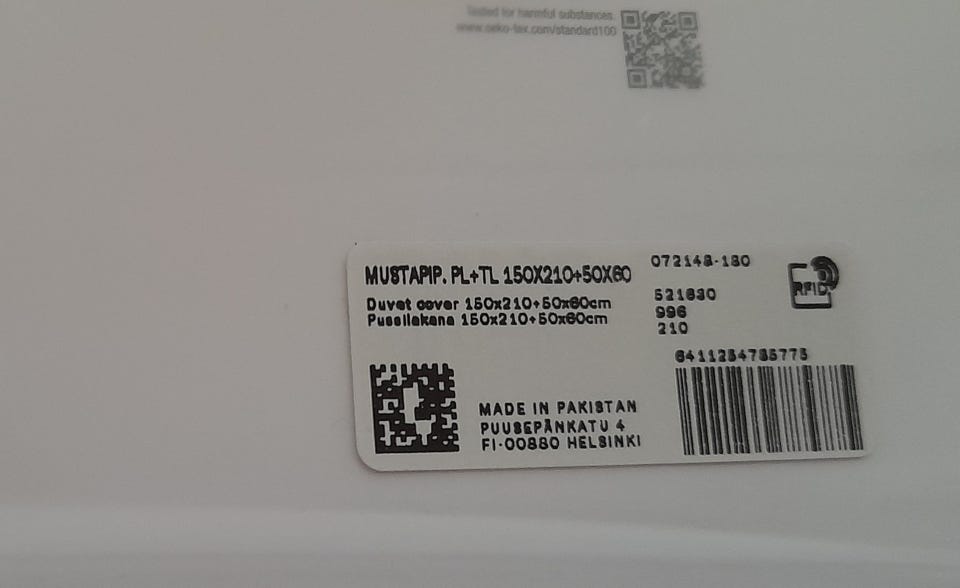 Tested for harmful substances.
www.oeko-tex.com/standard100
MUSTAPIP. PL+TL 150X210+50X60
Duvet cover 150x210+50x60cm
Pussilakana 150x210+50x60cm
072148-180
RFID
521630
996
210
6411254785775
MADE IN PAKISTAN
PUUSEPÄNKATU 4
FI-00880 HELSINKI